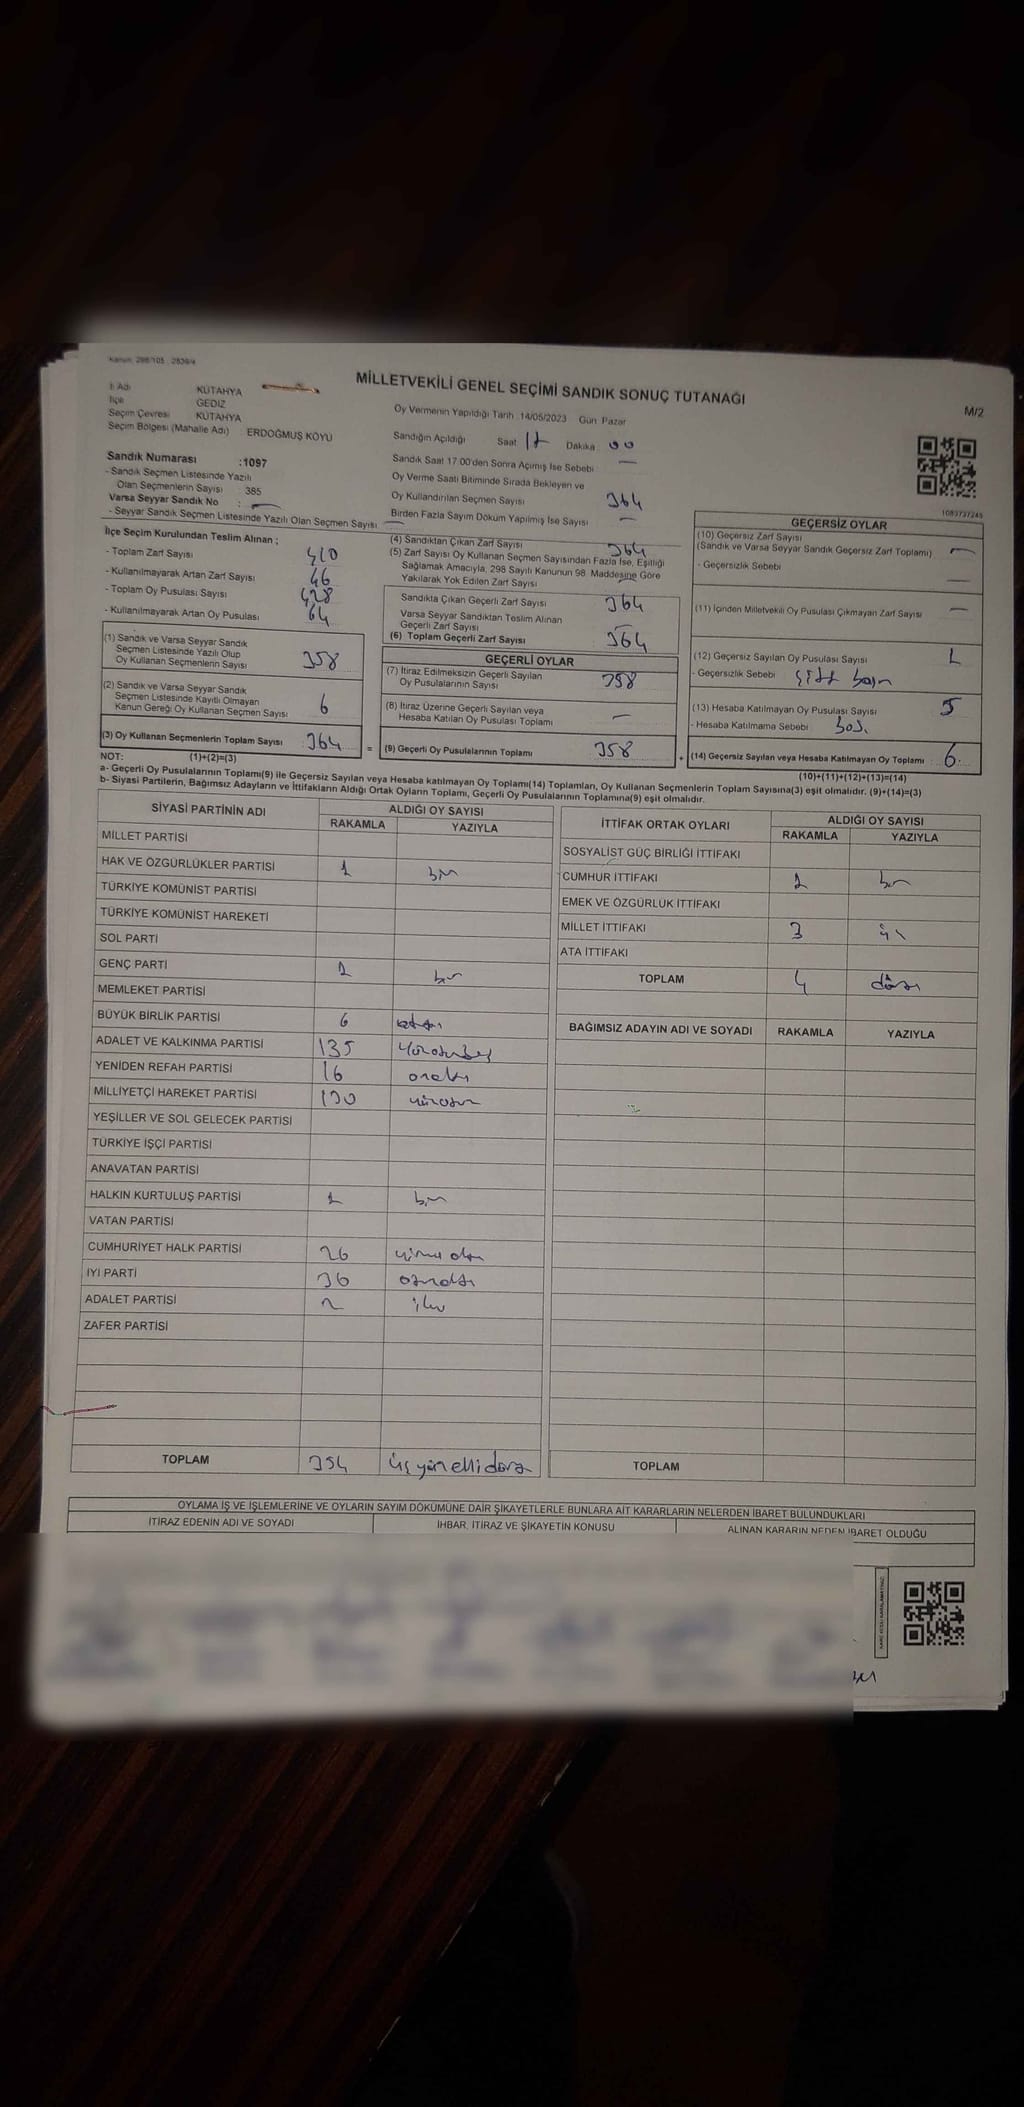 Kanun: 298/105 , 2839/4
MİLLETVEKİLİ GENEL SEÇİMİ SANDIK SONUÇ TUTANAĞI
M/2
İl Adı KÜTAHYA
İlçe GEDİZ
Seçim Çevresi KÜTAHYA
Seçim Bölgesi (Mahalle Adı) : ERDOĞMUŞ KÖYÜ
Oy Vermenin Yapıldığı Tarih 14/05/2023 Gün Pazar
Sandığın Açıldığı Saat 17 Dakika 00
Sandık Saat 17:00'den Sonra Açımış İse Sebebi —
Oy Verme Saati Bitiminde Sırada Bekleyen ve
Oy Kullandırılan Seçmen Sayısı 364
Birden Fazla Sayım Döküm Yapılmış İse Sayısı —
Sandık Numarası :1097
- Sandık Seçmen Listesinde Yazılı
Olan Seçmenlerin Sayısı : 385
Varsa Seyyar Sandık No : —
- Seyyar Sandık Seçmen Listesinde Yazılı Olan Seçmen Sayısı —
1083737245
İlçe Seçim Kurulundan Teslim Alınan ;
- Toplam Zarf Sayısı 410
- Kullanılmayarak Artan Zarf Sayısı 46
- Toplam Oy Pusulası Sayısı 428
- Kullanılmayarak Artan Oy Pusulası 64
(1) Sandık ve Varsa Seyyar Sandık
Seçmen Listesinde Yazılı Olup
Oy Kullanan Seçmenlerin Sayısı 358
(2) Sandık ve Varsa Seyyar Sandık
Seçmen Listesinde Kayıtlı Olmayan
Kanun Gereği Oy Kullanan Seçmen Sayısı 6
(3) Oy Kullanan Seçmenlerin Toplam Sayısı 364
(4) Sandıktan Çıkan Zarf Sayısı 364
(5) Zarf Sayısı Oy Kullanan Seçmen Sayısından Fazla İse, Eşitliği
Sağlamak Amacıyla, 298 Sayılı Kanunun 98. Maddesine Göre
Yakılarak Yok Edilen Zarf Sayısı —
Sandıkta Çıkan Geçerli Zarf Sayısı 364
Varsa Seyyar Sandıktan Teslim Alınan
Geçerli Zarf Sayısı
(6) Toplam Geçerli Zarf Sayısı 364
GEÇERLİ OYLAR
(7) İtiraz Edilmeksizin Geçerli Sayılan
Oy Pusulalarının Sayısı 358
(8) İtiraz Üzerine Geçerli Sayılan veya
Hesaba Katılan Oy Pusulası Toplamı —
= (9) Geçerli Oy Pusulalarının Toplamı 358
GEÇERSİZ OYLAR
(10) Geçersiz Zarf Sayısı
(Sandık ve Varsa Seyyar Sandık Geçersiz Zarf Toplamı) —
- Geçersizlik Sebebi —
(11) İçinden Milletvekili Oy Pusulası Çıkmayan Zarf Sayısı —
(12) Geçersiz Sayılan Oy Pusulası Sayısı 1
- Geçersizlik Sebebi çift basın
(13) Hesaba Katılmayan Oy Pusulası Sayısı 5
- Hesaba Katılmama Sebebi boş.
+ (14) Geçersiz Sayılan veya Hesaba Katılmayan Oy Toplamı : 6.
NOT: (1)+(2)=(3)
(10)+(11)+(12)+(13)=(14)
a- Geçerli Oy Pusulalarının Toplamı(9) ile Geçersiz Sayılan veya Hesaba katılmayan Oy Toplamı(14) Toplamları, Oy Kullanan Seçmenlerin Toplam Sayısına(3) eşit olmalıdır. (9)+(14)=(3)
b- Siyasi Partilerin, Bağımsız Adayların ve İttifakların Aldığı Ortak Oyların Toplamı, Geçerli Oy Pusulalarının Toplamına(9) eşit olmalıdır.
SİYASİ PARTİNİN ADI ALDIĞI OY SAYISI
RAKAMLA YAZIYLA
MİLLET PARTİSİ
HAK VE ÖZGÜRLÜKLER PARTİSİ 1 bir
TÜRKİYE KOMÜNİST PARTİSİ
TÜRKİYE KOMÜNİST HAREKETİ
SOL PARTİ
GENÇ PARTİ 1 bir
MEMLEKET PARTİSİ
BÜYÜK BİRLİK PARTİSİ 6
ADALET VE KALKINMA PARTİSİ 135 yüzotuzbeş
YENİDEN REFAH PARTİSİ 16 onaltı
MİLLİYETÇİ HAREKET PARTİSİ 130 yüzotuz
YEŞİLLER VE SOL GELECEK PARTİSİ
TÜRKİYE İŞÇİ PARTİSİ
ANAVATAN PARTİSİ
HALKIN KURTULUŞ PARTİSİ 1 bir
VATAN PARTİSİ
CUMHURİYET HALK PARTİSİ 26 yirmi altı
İYİ PARTİ 36 otuzaltı
ADALET PARTİSİ 2 iki
ZAFER PARTİSİ
TOPLAM 354 üçyüzellidört
İTTİFAK ORTAK OYLARI ALDIĞI OY SAYISI
RAKAMLA YAZIYLA
SOSYALİST GÜÇ BİRLİĞİ İTTİFAKI
CUMHUR İTTİFAKI 1 bir
EMEK VE ÖZGÜRLÜK İTTİFAKI
MİLLET İTTİFAKI 3 üç
ATA İTTİFAKI
TOPLAM 4 dört
BAĞIMSIZ ADAYIN ADI VE SOYADI RAKAMLA YAZIYLA
TOPLAM
OYLAMA İŞ VE İŞLEMLERİNE VE OYLARIN SAYIM DÖKÜMÜNE DAİR ŞİKAYETLERLE BUNLARA AİT KARARLARIN NELERDEN İBARET BULUNDUKLARI
İTİRAZ EDENİN ADI VE SOYADI İHBAR, İTİRAZ VE ŞİKAYETİN KONUSU ALINAN KARARIN NEDEN İBARET OLDUĞU